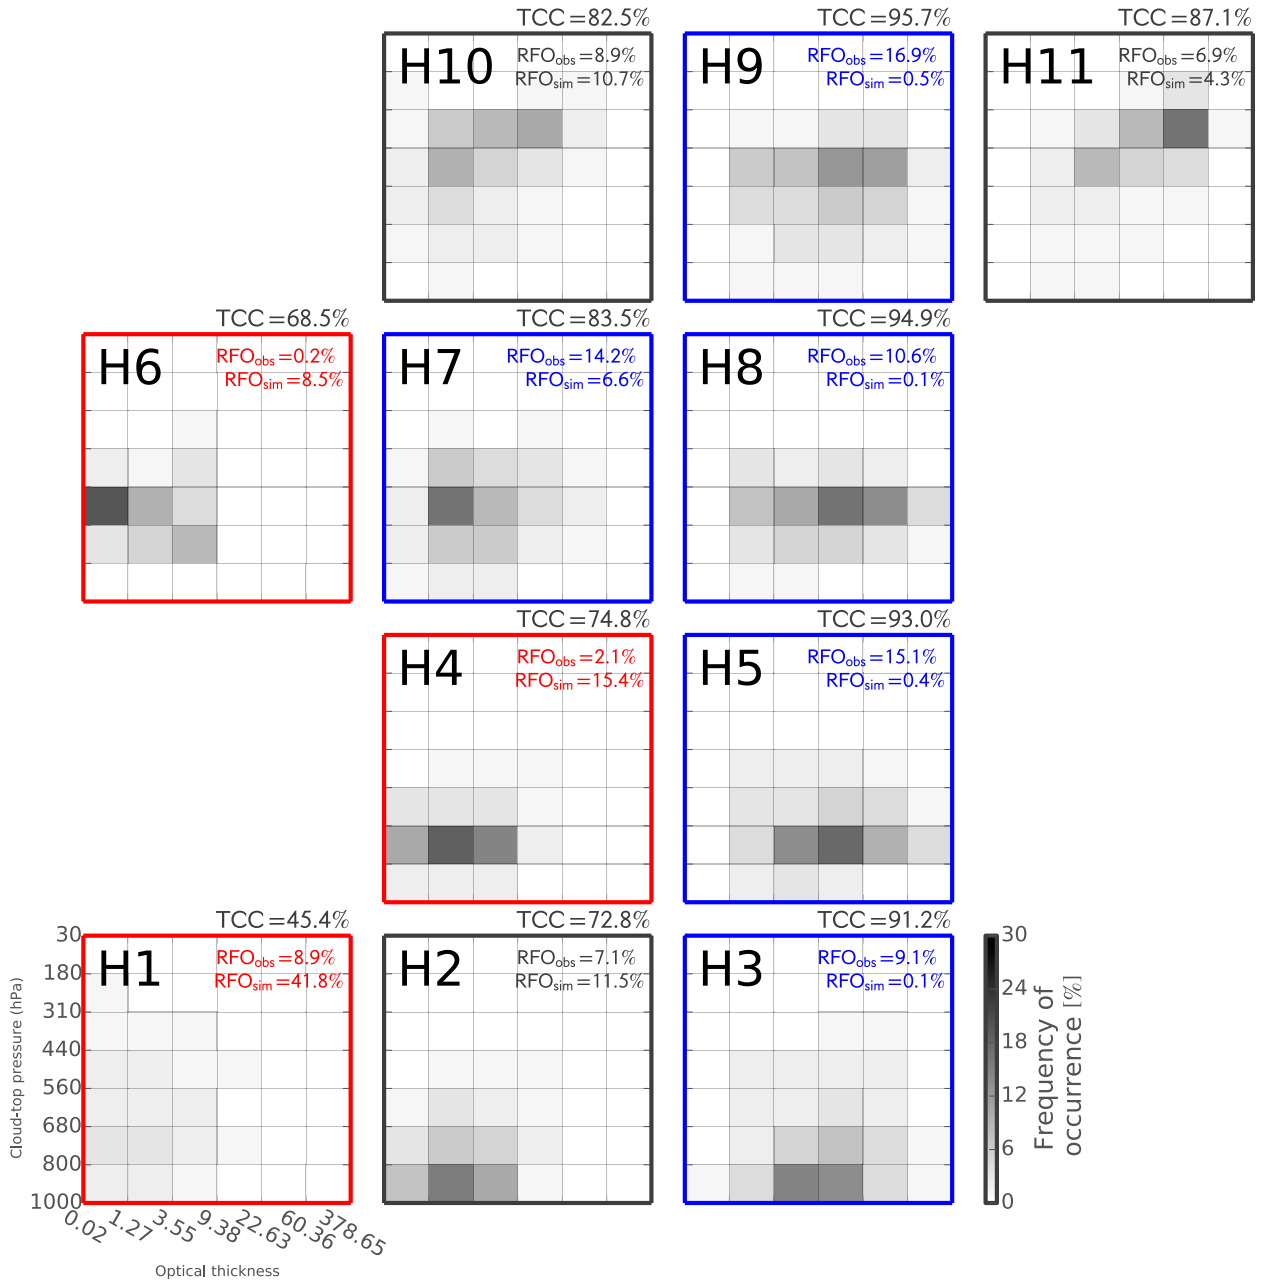 TCC=82.5%
H10
RFOobs=8.9%
RFOsim=10.7%
TCC=95.7%
H9
RFOobs=16.9%
RFOsim=0.5%
TCC=87.1%
H11
RFOobs=6.9%
RFOsim=4.3%
TCC=68.5%
H6
RFOobs=0.2%
RFOsim=8.5%
TCC=83.5%
H7
RFOobs=14.2%
RFOsim=6.6%
TCC=94.9%
H8
RFOobs=10.6%
RFOsim=0.1%
TCC=74.8%
H4
RFOobs=2.1%
RFOsim=15.4%
TCC=93.0%
H5
RFOobs=15.1%
RFOsim=0.4%
TCC=45.4%
H1
RFOobs=8.9%
RFOsim=41.8%
TCC=72.8%
H2
RFOobs=7.1%
RFOsim=11.5%
TCC=91.2%
H3
RFOobs=9.1%
RFOsim=0.1%
30
180
310
440
560
680
800
1000
Cloud-top pressure (hPa)
0.02
1.27
3.55
9.38
22.63
60.36
378.65
Optical thickness
30
24
18
12
6
0
Frequency of
occurrence [%]